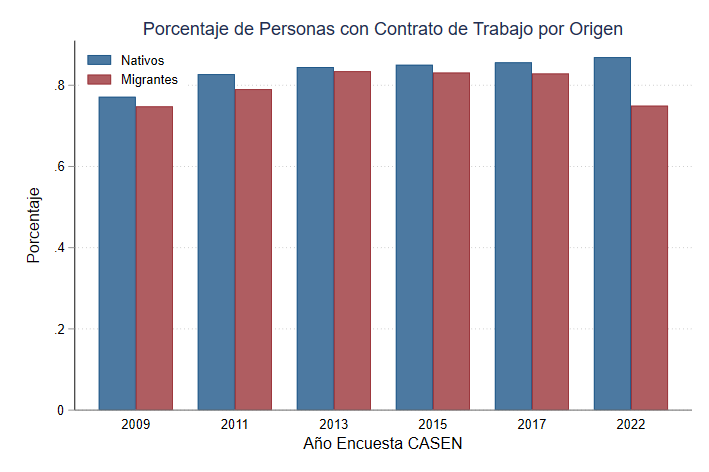 Porcentaje de Personas con Contrato de Trabajo por Origen
Nativos
Migrantes
Porcentaje
.8
.6
.4
.2
0
2009 2011 2013 2015 2017 2022
Año Encuesta CASEN